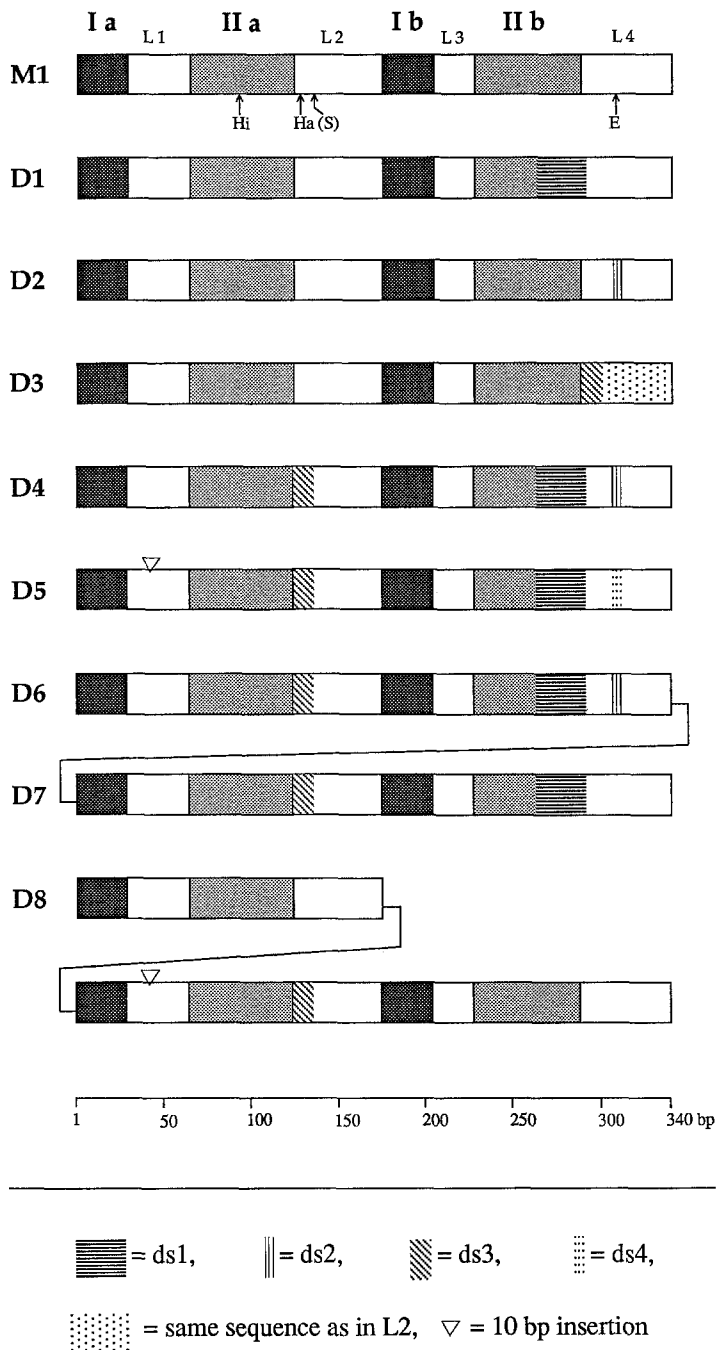 I a L 1 II a L 2 I b L 3 II b L 4
M1
Hi Ha (S) E
D1
D2
D3
D4
D5
D6
D7
D8
1 50 100 150 200 250 300 340 bp
= ds1, = ds2, = ds3, = ds4,
= same sequence as in L2, ▽ = 10 bp insertion